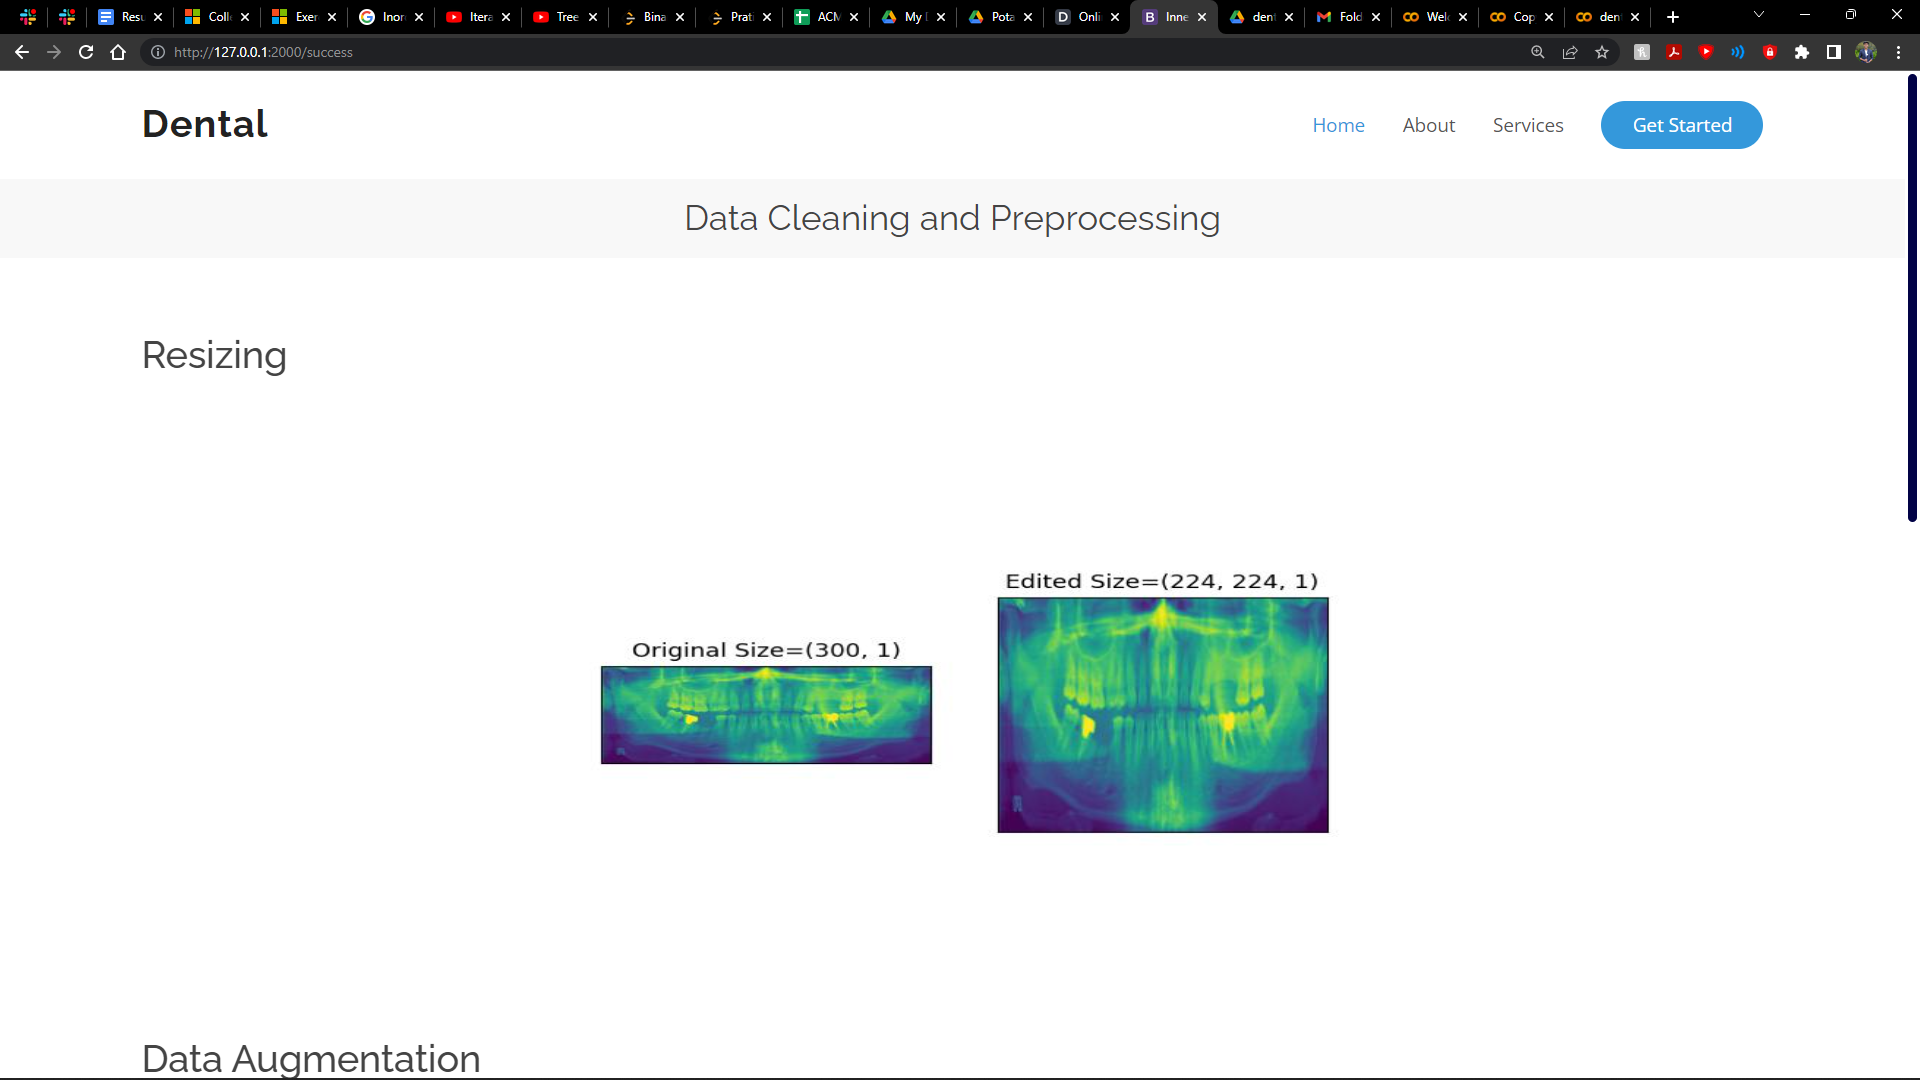 Resu Coll Exer Inor Itera Tree Bina Prati ACM My Pota Onli Inne den Fold Wel Cop den
http://127.0.0.1:2000/success
Dental
Home About Services Get Started
Data Cleaning and Preprocessing
Resizing
Edited Size=(224, 224, 1)
Original Size=(300, 1)
Data Augmentation